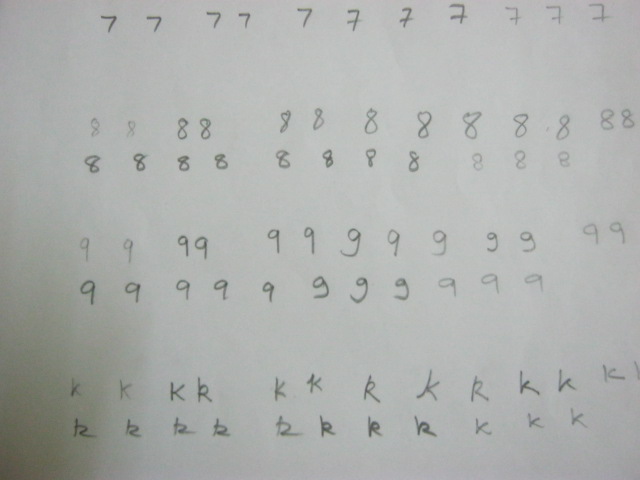 7 7 7 7 7 7 7 7 7 7 7
8 8 8 8 8 8 8 8 8 8 8 8 8
8 8 8 8 8 8 8 8 8 8 8
9 9 9 9 9 9 9 9 9 9 9 9 9
9 9 9 9 9 9 9 9 9 9 9
k k k k k k k k k k k k
k k k k k k k k k k k